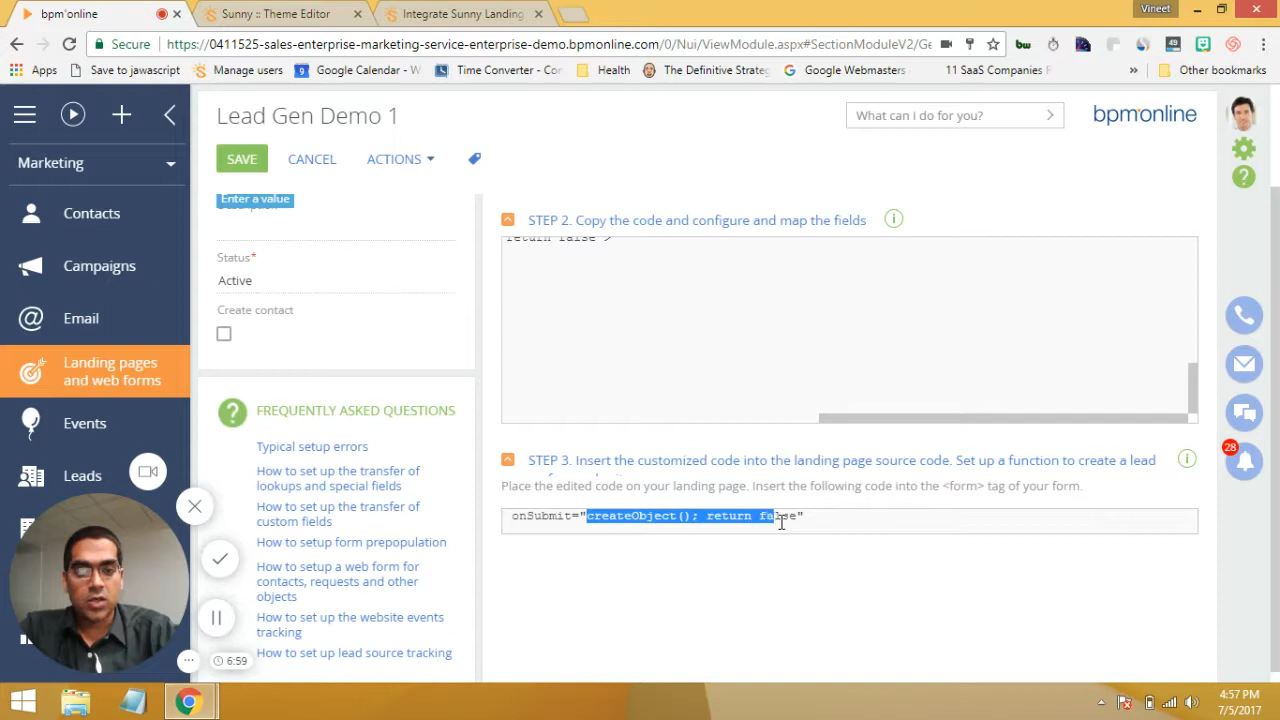 bpm'online
Sunny :: Theme Editor
Integrate Sunny Landing
Vineet
Secure
https://0411525-sales-enterprise-marketing-service-enterprise-demo.bpmonline.com/0/Nui/ViewModule.aspx#SectionModuleV2/Ge
Apps
Save to javascript
Manage users
Google Calendar - W
Time Converter - Co
Health
The Definitive Strate
Google Webmasters
11 SaaS Companies F
Other bookmarks
Lead Gen Demo 1
What can I do for you?
bpm'online
SAVE
CANCEL
ACTIONS
Marketing
Contacts
Campaigns
Email
Landing pages
and web forms
Events
Leads
Enter a value
Status*
Active
Create contact
FREQUENTLY ASKED QUESTIONS
Typical setup errors
How to set up the transfer of
lookups and special fields
How to set up the transfer of
custom fields
How to setup form prepopulation
How to setup a web form for
contacts, requests and other
objects
How to set up the website events
tracking
How to set up lead source tracking
STEP 2. Copy the code and configure and map the fields
return false">
STEP 3. Insert the customized code into the landing page source code. Set up a function to create a lead
Place the edited code on your landing page. Insert the following code into the <form> tag of your form.
onSubmit="createObject(); return false"
28
6:59
4:57 PM
7/5/2017